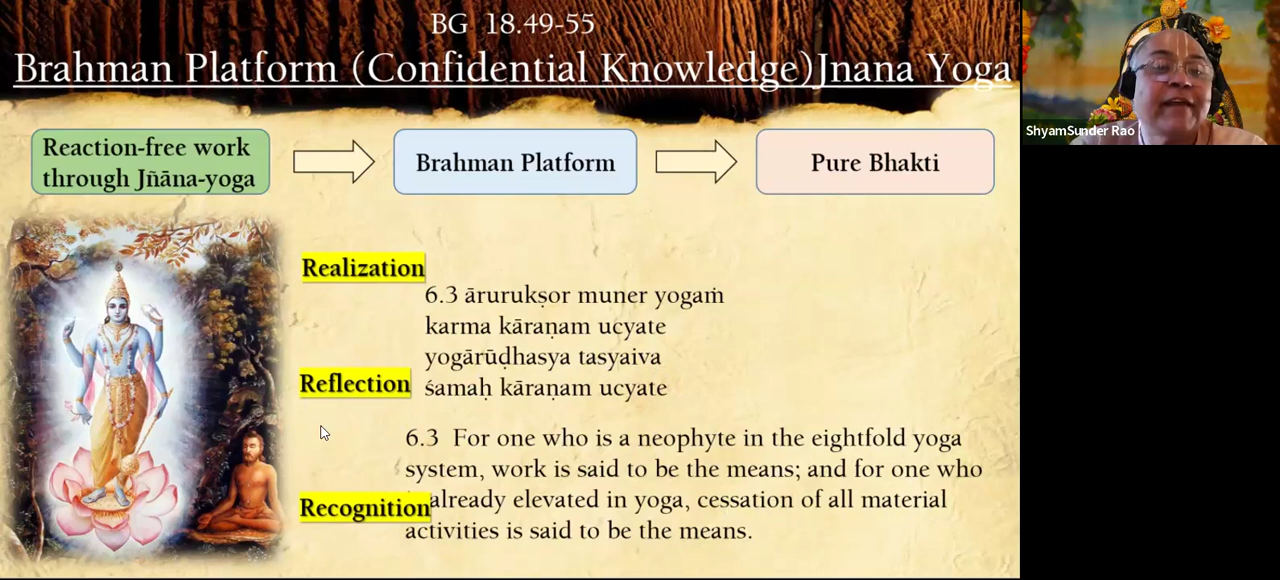 BG 18.49-55
Brahman Platform (Confidential Knowledge)Jnana Yoga
ShyamSunder Rao
Reaction-free work
through Jñāna-yoga
Brahman Platform
Pure Bhakti
Realization
6.3 ārurukṣor muner yogaṁ
karma kāraṇam ucyate
yogārūḍhasya tasyaiva
Reflection
śamaḥ kāraṇam ucyate
6.3 For one who is a neophyte in the eightfold yoga
system, work is said to be the means; and for one who
Recognition
already elevated in yoga, cessation of all material
activities is said to be the means.